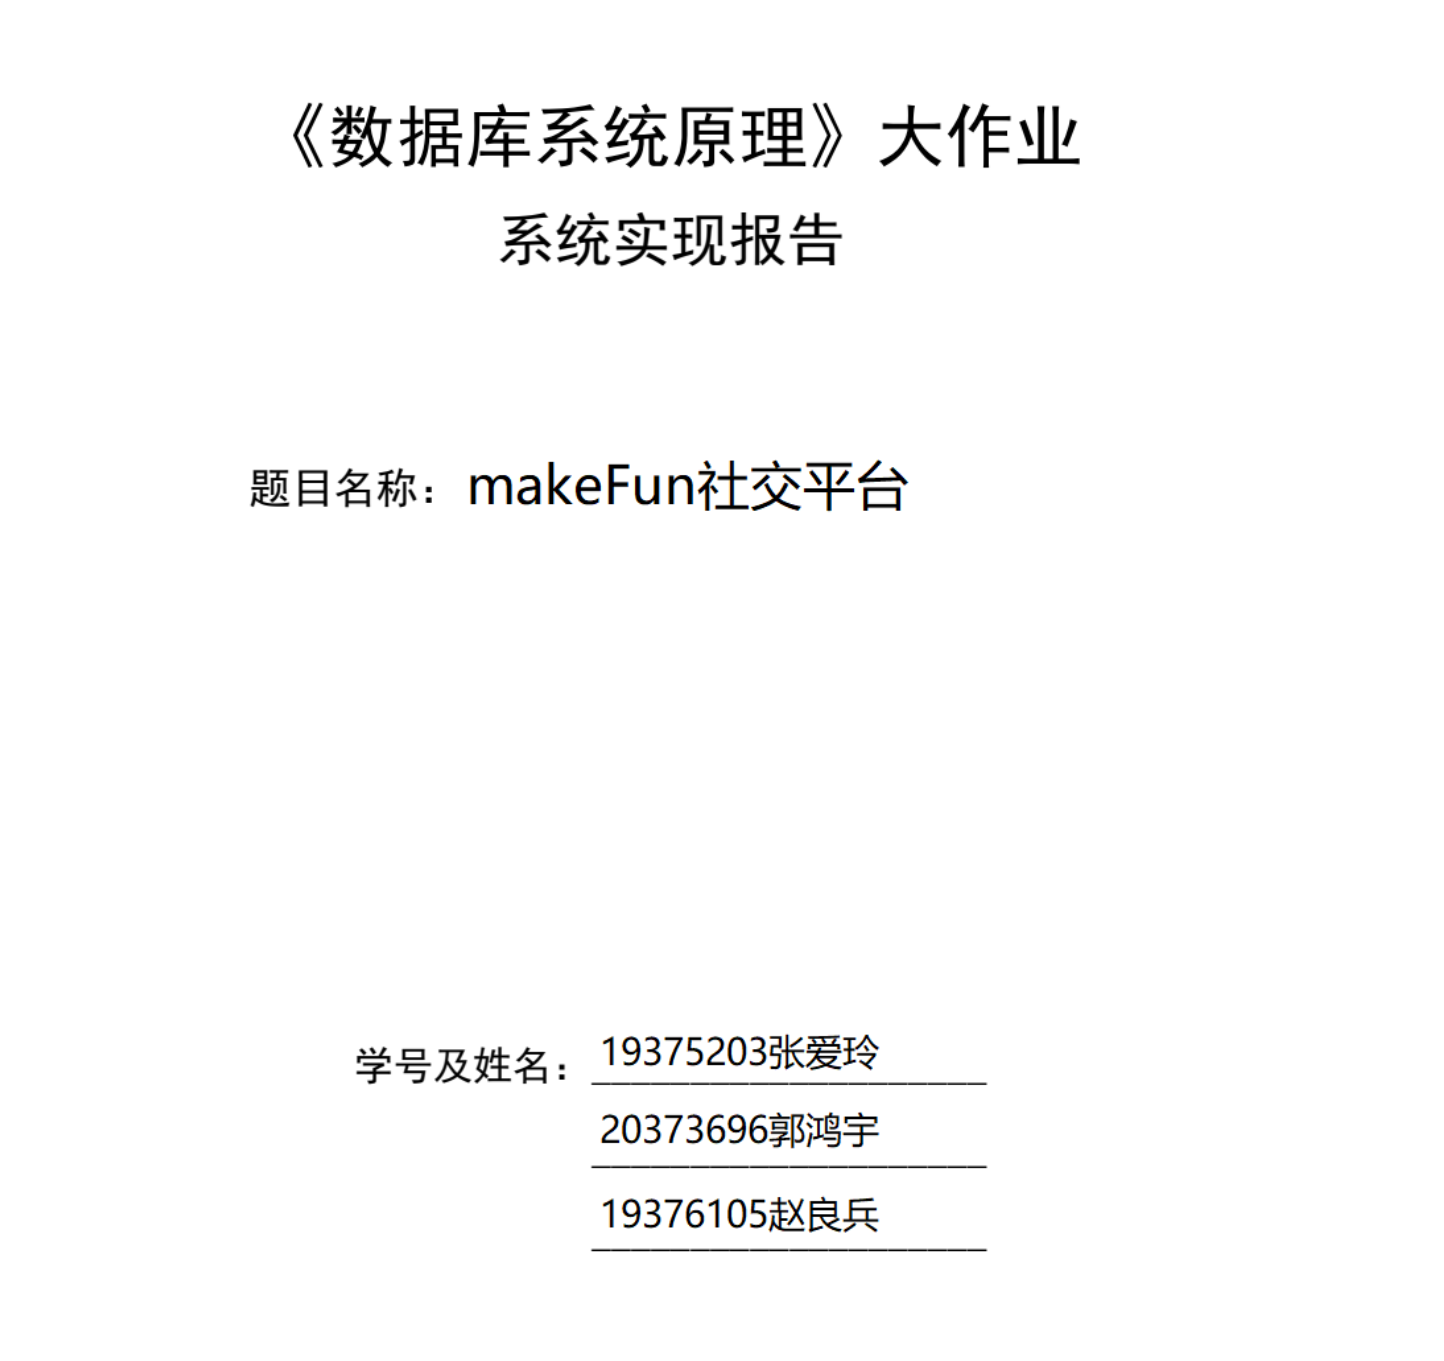 《数据库系统原理》大作业
系统实现报告
题目名称：makeFun社交平台
学号及姓名：19375203张爱玲
20373696郭鸿宇
19376105赵良兵